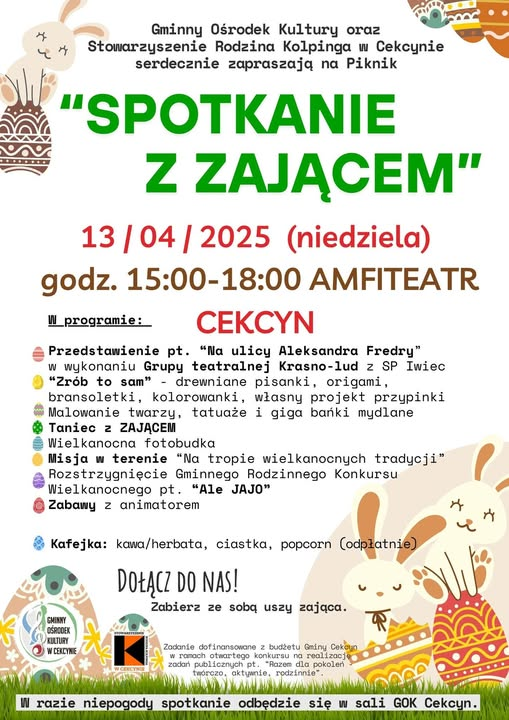 Gminny Ośrodek Kultury oraz
Stowarzyszenie Rodzina Kolpinga w Cekcynie
serdecznie zapraszają na Piknik
“SPOTKANIE
Z ZAJĄCEM”
13 / 04 / 2025 (niedziela)
godz. 15:00-18:00 AMFITEATR
W programie:
CEKCYN
Przedstawienie pt. “Na ulicy Aleksandra Fredry”
w wykonaniu Grupy teatralnej Krasno-lud z SP Iwiec
“Zrób to sam” - drewniane pisanki, origami,
bransoletki, kolorowanki, własny projekt przypinki
Malowanie twarzy, tatuaże i giga bańki mydlane
Taniec z ZAJĄCEM
Wielkanocna fotobudka
Misja w terenie “Na tropie wielkanocnych tradycji”
Rozstrzygnięcie Gminnego Rodzinnego Konkursu
Wielkanocnego pt. “Ale JAJO”
Zabawy z animatorem
Kafejka: kawa/herbata, ciastka, popcorn (odpłatnie)
DOŁĄCZ DO NAS!
Zabierz ze sobą uszy zająca.
GMINNY
OŚRODEK
KULTURY
W CEKCYNIE
STOWARZYSZENIE
K
W CEKCYNIE
Zadanie dofinansowane z budżetu Gminy Cekcyn
w ramach otwartego konkursu na realizację
zadań publicznych pt. “Razem dla pokoleń -
twórczo, aktywnie, rodzinnie”.
W razie niepogody spotkanie odbędzie się w sali GOK Cekcyn.